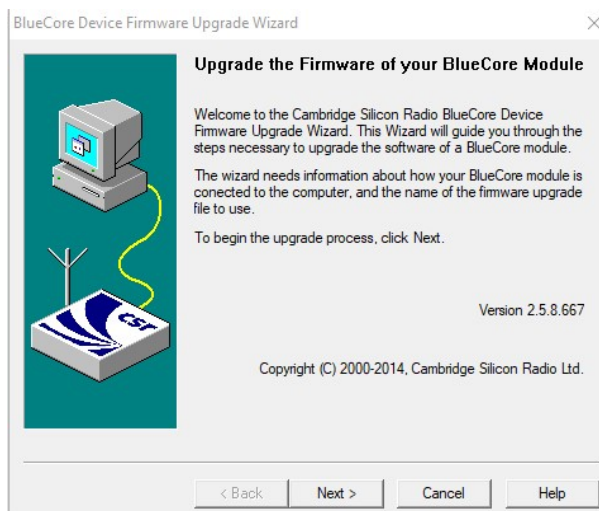 BlueCore Device Firmware Upgrade Wizard
Upgrade the Firmware of your BlueCore Module
Welcome to the Cambridge Silicon Radio BlueCore Device
Firmware Upgrade Wizard. This Wizard will guide you through the
steps necessary to upgrade the software of a BlueCore module.
The wizard needs information about how your BlueCore module is
conected to the computer, and the name of the firmware upgrade
file to use.
To begin the upgrade process, click Next.
CSr
Version 2.5.8.667
Copyright (C) 2000-2014, Cambridge Silicon Radio Ltd.
< Back
Next >
Cancel
Help